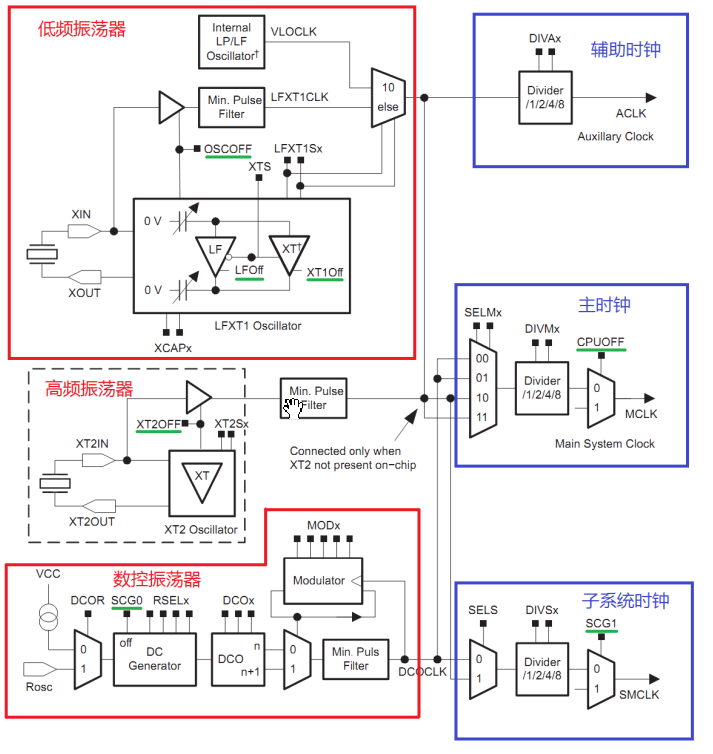 低频振荡器
Internal
LP/LF
Oscillator†
VLOCLK
DIVAx
辅助时钟
Min. Pulse
Filter
LFXT1CLK
10
else
Divider
/1/2/4/8
ACLK
Auxillary Clock
OSCOFF
LFXT1Sx
XTS
XIN
0 V
LF
XT†
LFOff
XT1Off
XOUT
0 V
LFXT1 Oscillator
XCAPx
主时钟
SELMx
DIVMx
CPUOFF
00
01
10
11
Divider
/1/2/4/8
0
1
MCLK
Main System Clock
高频振荡器
Min. Pulse
Filter
XT2OFF
XT2Sx
XT2IN
XT
XT2OUT
XT2 Oscillator
Connected only when
XT2 not present on-chip
MODx
Modulator
数控振荡器
VCC
DCOR
SCG0
RSELx
DCOx
0
1
off
DC
Generator
DCO
n
n+1
0
1
Min. Puls
Filter
DCOCLK
Rosc
子系统时钟
SELS
DIVSx
SCG1
0
1
Divider
/1/2/4/8
0
1
SMCLK